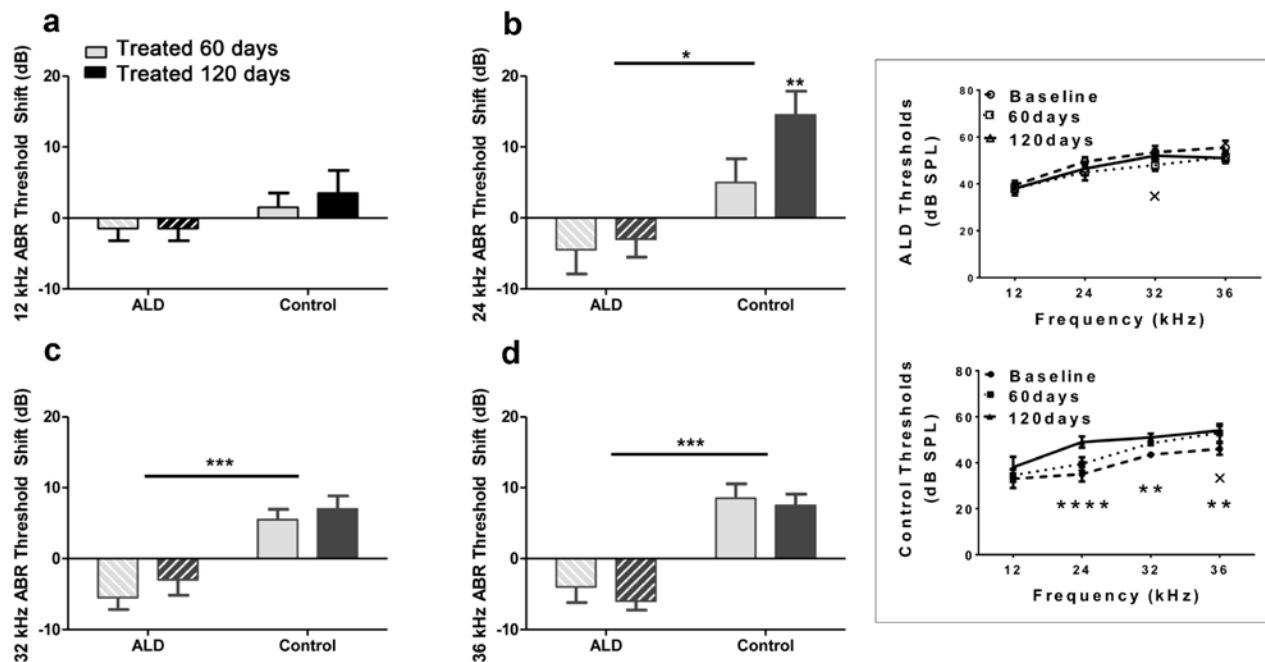 a
Treated 60 days
Treated 120 days
12 kHz ABR Threshold Shift (dB)
20
10
0
-10
ALD
Control
b
24 kHz ABR Threshold Shift (dB)
20
10
0
-10
*
**
ALD
Control
c
32 kHz ABR Threshold Shift (dB)
20
10
0
-10
***
ALD
Control
d
36 kHz ABR Threshold Shift (dB)
20
10
0
-10
***
ALD
Control
ALD Thresholds
(dB SPL)
80
60
40
20
0
Baseline
60days
120days
×
12 24 32 36
Frequency (kHz)
Control Thresholds
(dB SPL)
80
60
40
20
0
Baseline
60days
120days
×
**** ** **
12 24 32 36
Frequency (kHz)